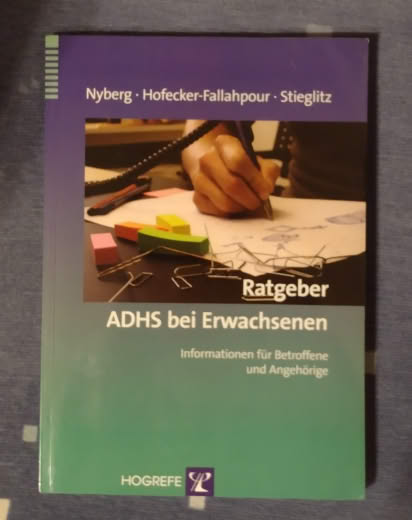 Nyberg · Hofecker-Fallahpour · Stieglitz
Ratgeber
ADHS bei Erwachsenen
Informationen für Betroffene
und Angehörige
HOGREFE